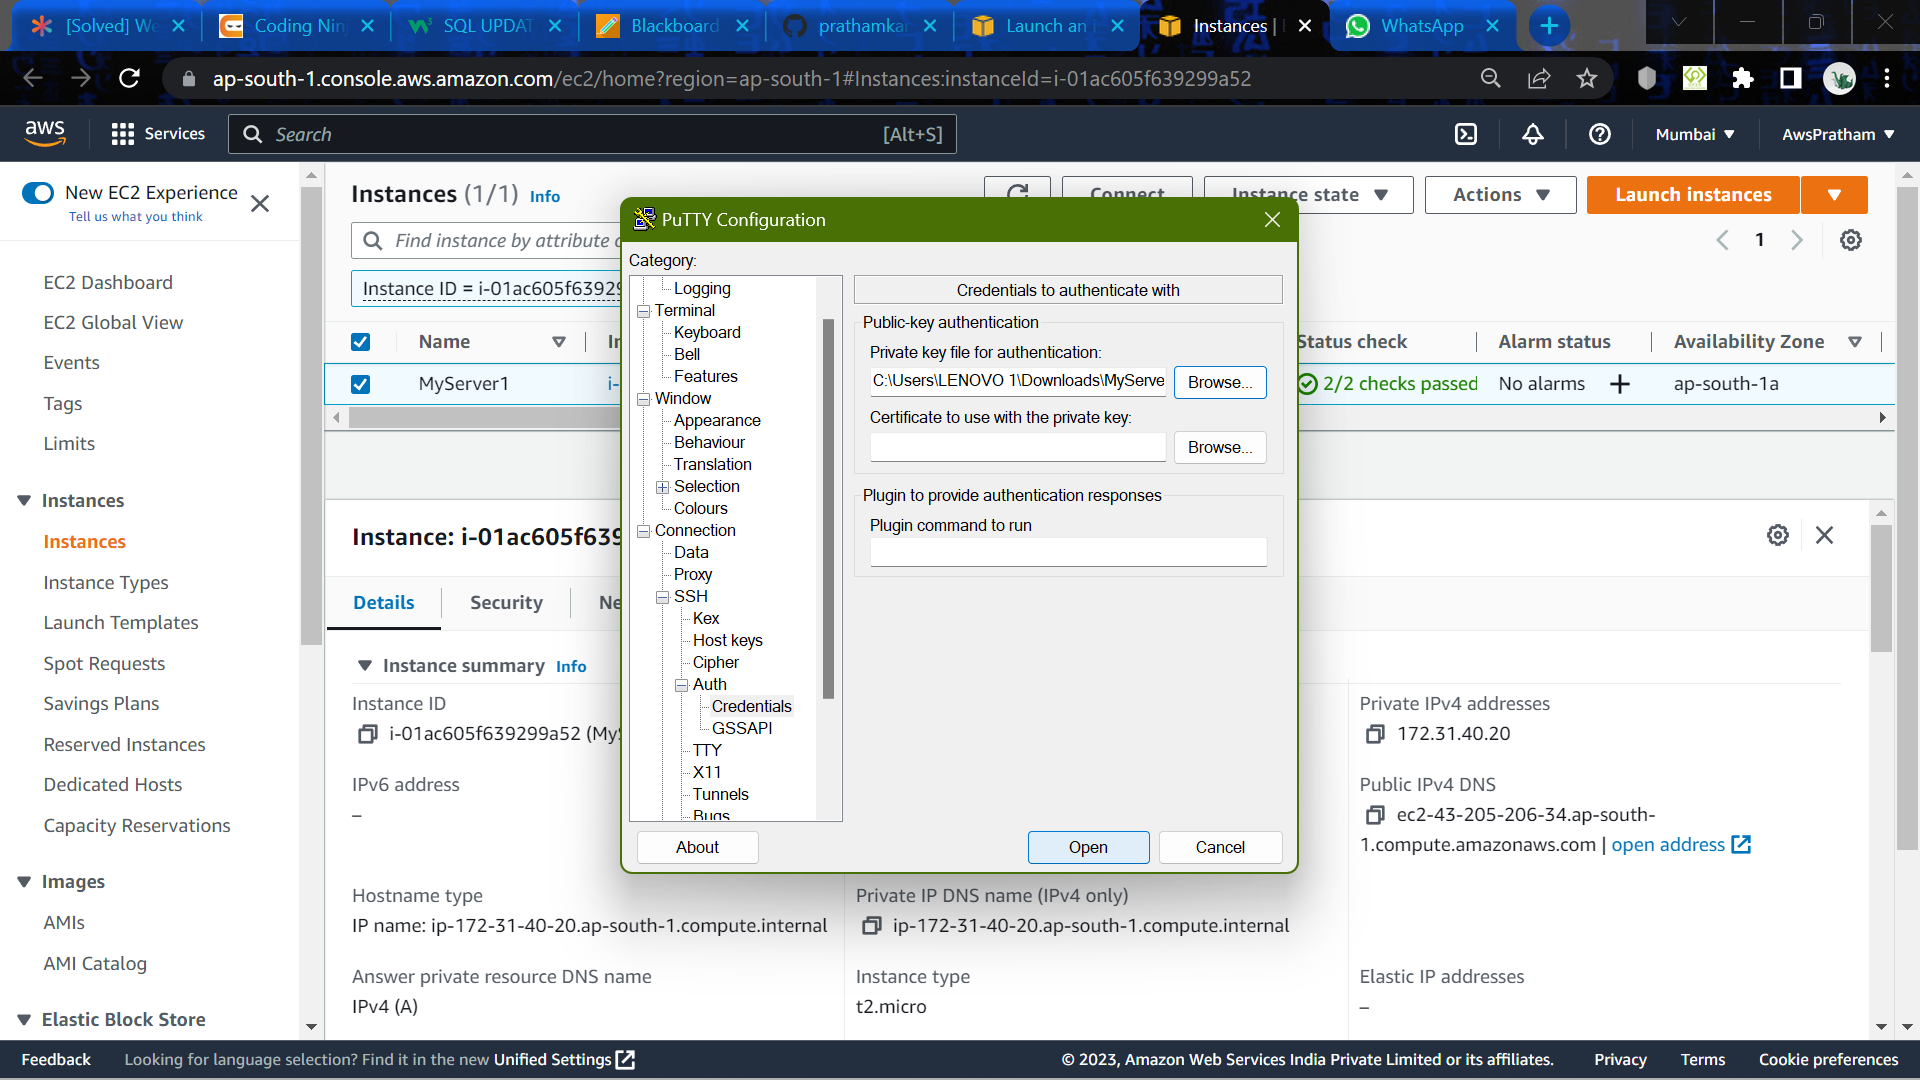 [Solved] We
Coding Nin
SQL UPDAT
Blackboard
prathamkar
Launch an i
Instances |
WhatsApp
ap-south-1.console.aws.amazon.com/ec2/home?region=ap-south-1#Instances:instanceId=i-01ac605f639299a52
aws
Services
Search
[Alt+S]
Mumbai
AwsPratham
New EC2 Experience
Tell us what you think
EC2 Dashboard
EC2 Global View
Events
Tags
Limits
Instances
Instances
Instance Types
Launch Templates
Spot Requests
Savings Plans
Reserved Instances
Dedicated Hosts
Capacity Reservations
Images
AMIs
AMI Catalog
Elastic Block Store
Instances (1/1) Info
Connect
Instance state
Actions
Launch instances
Find instance by attribute
1
Instance ID = i-01ac605f6392
Name
Status check
Alarm status
Availability Zone
MyServer1
i-
2/2 checks passed
No alarms
ap-south-1a
PuTTY Configuration
Category:
Logging
Terminal
Keyboard
Bell
Features
Window
Appearance
Behaviour
Translation
Selection
Colours
Connection
Data
Proxy
SSH
Kex
Host keys
Cipher
Auth
Credentials
GSSAPI
TTY
X11
Tunnels
Bugs
Credentials to authenticate with
Public-key authentication
Private key file for authentication:
C:\Users\LENOVO 1\Downloads\MyServe
Browse...
Certificate to use with the private key:
Browse...
Plugin to provide authentication responses
Plugin command to run
About
Open
Cancel
Instance: i-01ac605f639
Details
Security
Ne
Instance summary Info
Instance ID
i-01ac605f639299a52 (MyS
Private IPv4 addresses
172.31.40.20
IPv6 address
–
Public IPv4 DNS
ec2-43-205-206-34.ap-south-
1.compute.amazonaws.com | open address
Hostname type
IP name: ip-172-31-40-20.ap-south-1.compute.internal
Private IP DNS name (IPv4 only)
ip-172-31-40-20.ap-south-1.compute.internal
Answer private resource DNS name
IPv4 (A)
Instance type
t2.micro
Elastic IP addresses
–
Feedback
Looking for language selection? Find it in the new Unified Settings
© 2023, Amazon Web Services India Private Limited or its affiliates.
Privacy
Terms
Cookie preferences